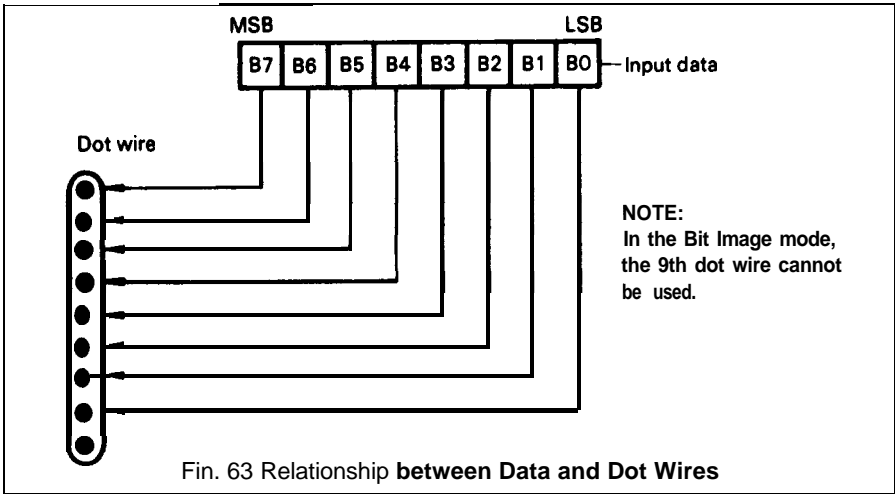 MSB LSB
B7 B6 B5 B4 B3 B2 B1 B0 Input data
Dot wire
NOTE:
In the Bit Image mode,
the 9th dot wire cannot
be used.
Fin. 63 Relationship between Data and Dot Wires